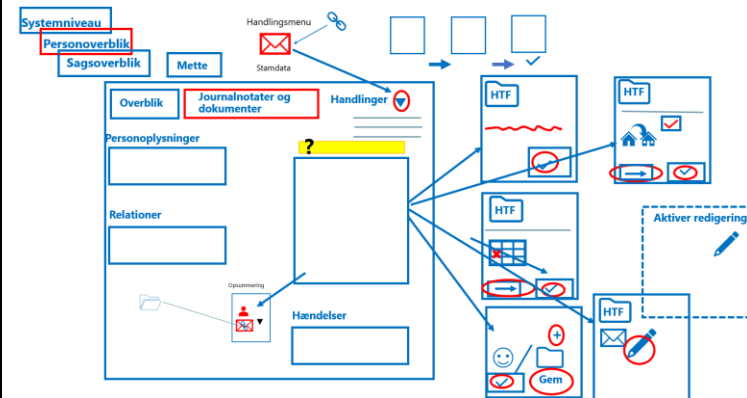 Systemniveau
Personoverblik
Sagsoverblik
Mette
Handlingsmenu
Stamdata
Overblik
Journalnotater og
dokumenter
Handlinger
?
Personoplysninger
Relationer
Opsummering
Hændelser
HTF
HTF
HTF
Aktiver redigering
HTF
Gem